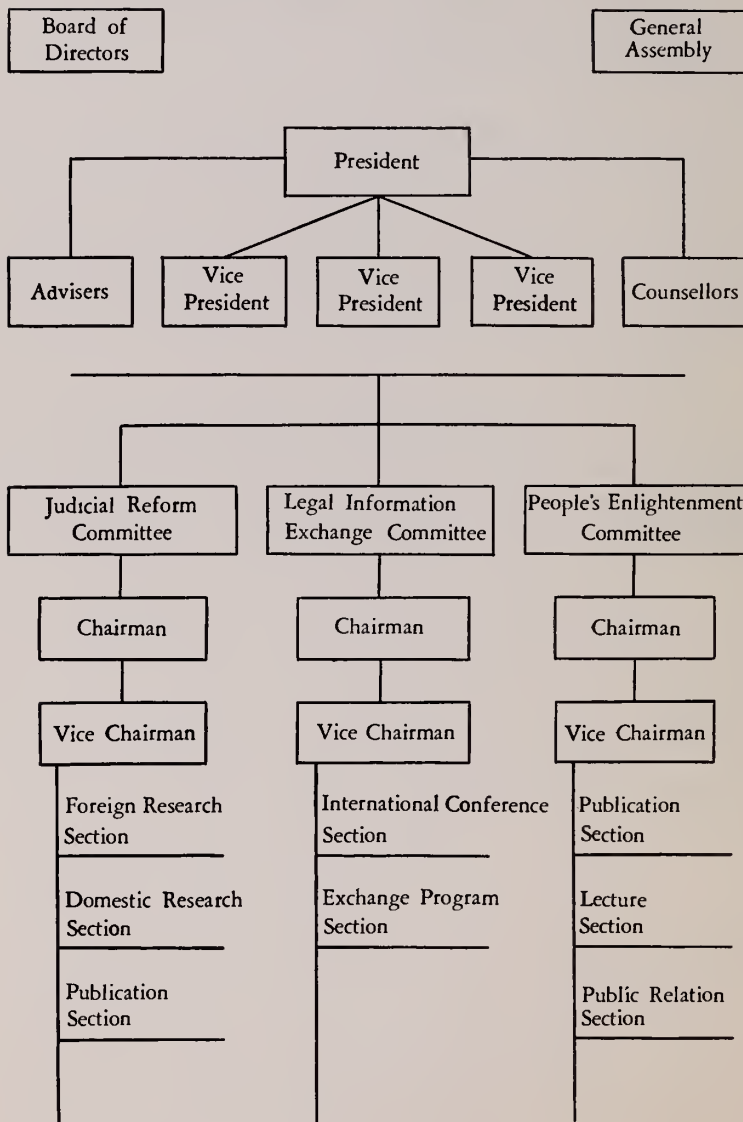 Board of
Directors
General
Assembly
President
Advisers
Vice
President
Vice
President
Vice
President
Counsellors
Judicial Reform
Committee
Legal Information
Exchange Committee
People's Enlightenment
Committee
Chairman
Chairman
Chairman
Vice Chairman
Vice Chairman
Vice Chairman
Foreign Research
Section
Domestic Research
Section
Publication
Section
International Conference
Section
Exchange Program
Section
Publication
Section
Lecture
Section
Public Relation
Section